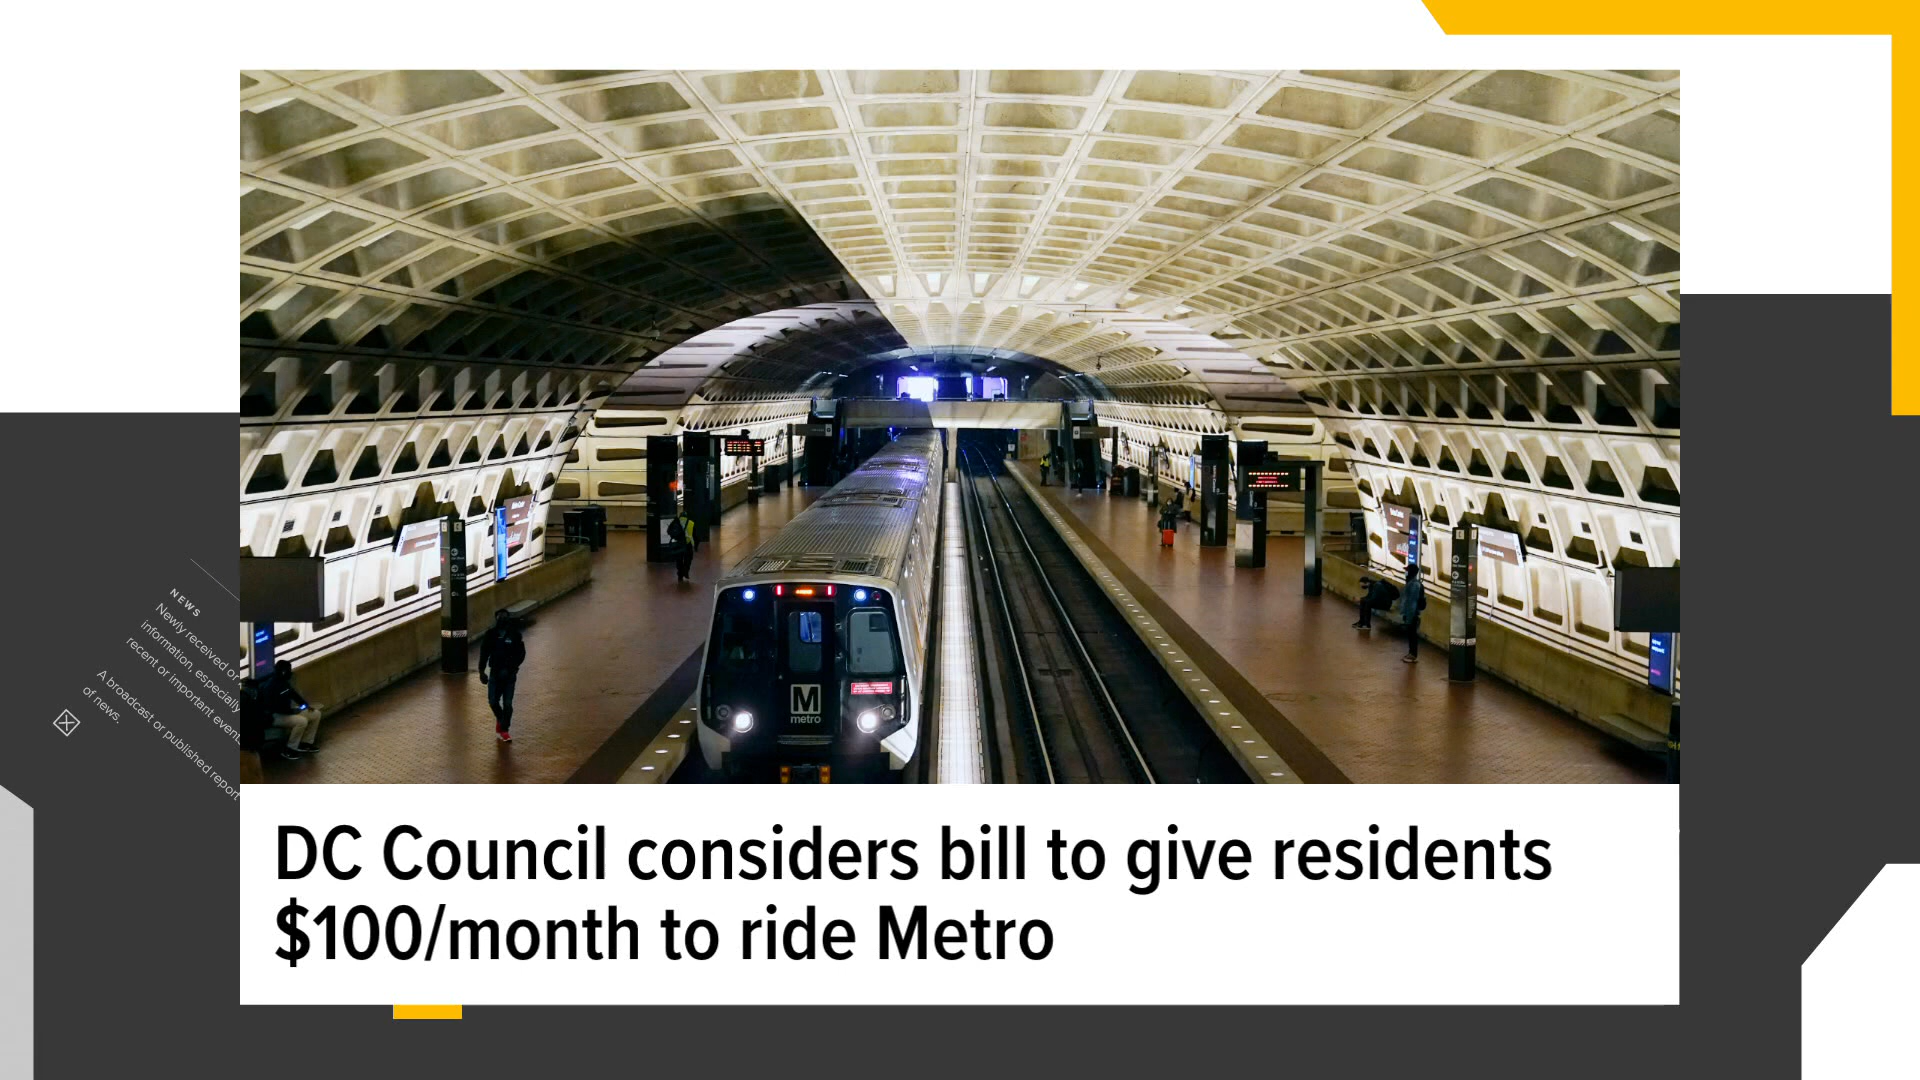 NEWS
Newly received or
information, especially
recent or important event
A broadcast or published report
of news.
M
metro
DC Council considers bill to give residents
$100/month to ride Metro